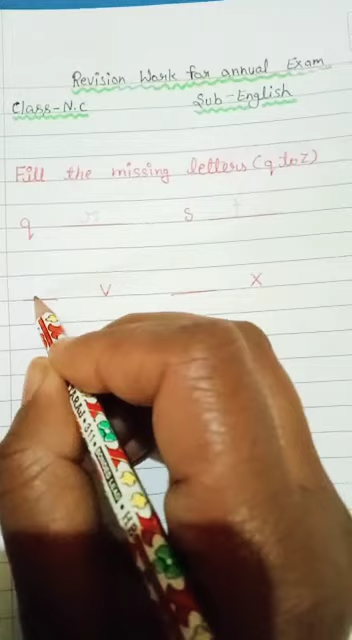 Revision Work for annual Exam
Class-N.C Sub-English
Fill the missing letters (q to z)
q r s t
v x